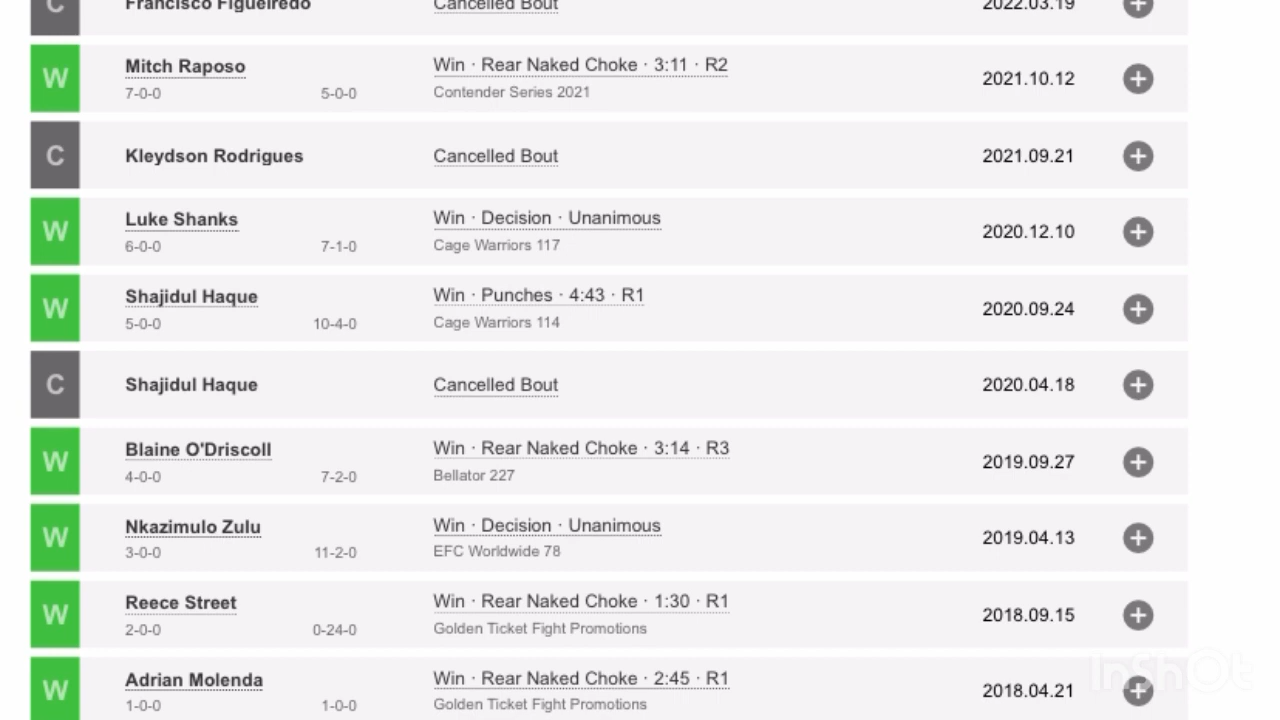 C
Francisco Figueiredo
Cancelled Bout
2022.03.19
W
Mitch Raposo
Win · Rear Naked Choke · 3:11 · R2
7-0-0
5-0-0
Contender Series 2021
2021.10.12
C
Kleydson Rodrigues
Cancelled Bout
2021.09.21
W
Luke Shanks
Win · Decision · Unanimous
6-0-0
7-1-0
Cage Warriors 117
2020.12.10
W
Shajidul Haque
Win · Punches · 4:43 · R1
5-0-0
10-4-0
Cage Warriors 114
2020.09.24
C
Shajidul Haque
Cancelled Bout
2020.04.18
W
Blaine O'Driscoll
Win · Rear Naked Choke · 3:14 · R3
4-0-0
7-2-0
Bellator 227
2019.09.27
W
Nkazimulo Zulu
Win · Decision · Unanimous
3-0-0
11-2-0
EFC Worldwide 78
2019.04.13
W
Reece Street
Win · Rear Naked Choke · 1:30 · R1
2-0-0
0-24-0
Golden Ticket Fight Promotions
2018.09.15
W
Adrian Molenda
Win · Rear Naked Choke · 2:45 · R1
1-0-0
1-0-0
Golden Ticket Fight Promotions
2018.04.21
InShOt